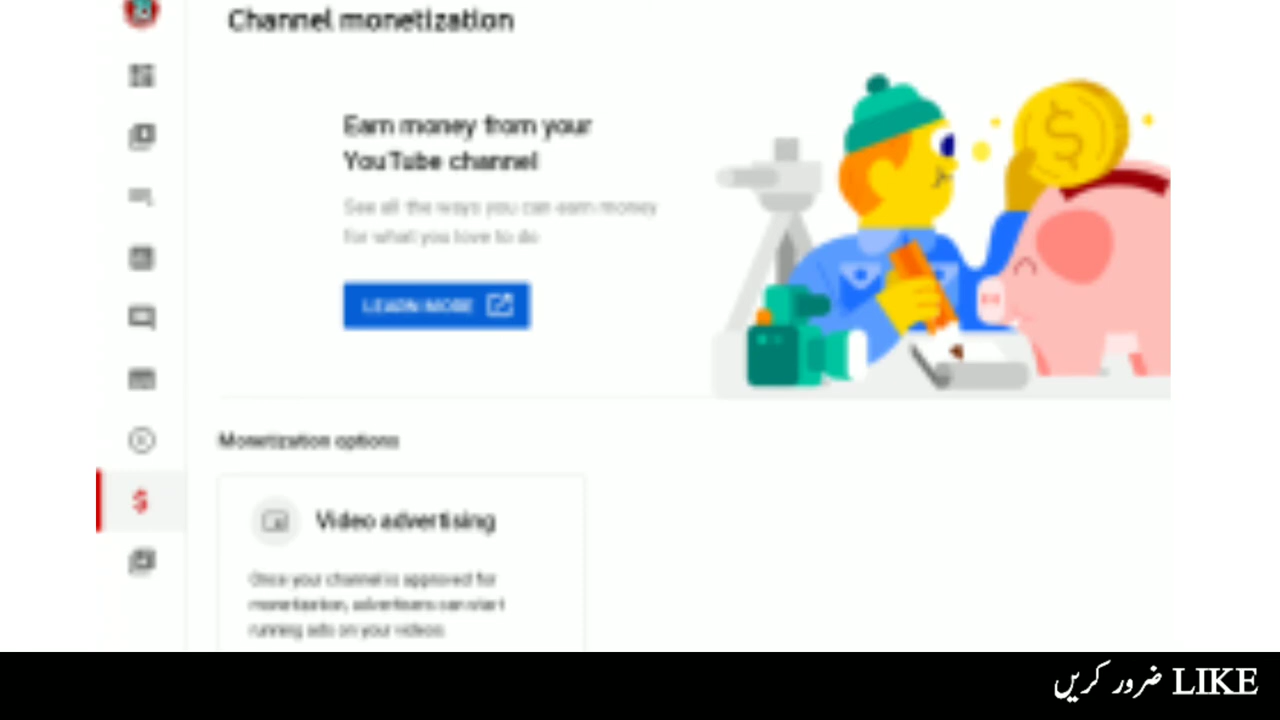 Channel monetization
Earn money from your
YouTube channel
See all the ways you can earn money
for what you love to do
LEARN MORE
Monetization options
Video advertising
Once your channel is approved for
monetization, advertisers can start
running ads on your videos
LIKE ضرور کریں